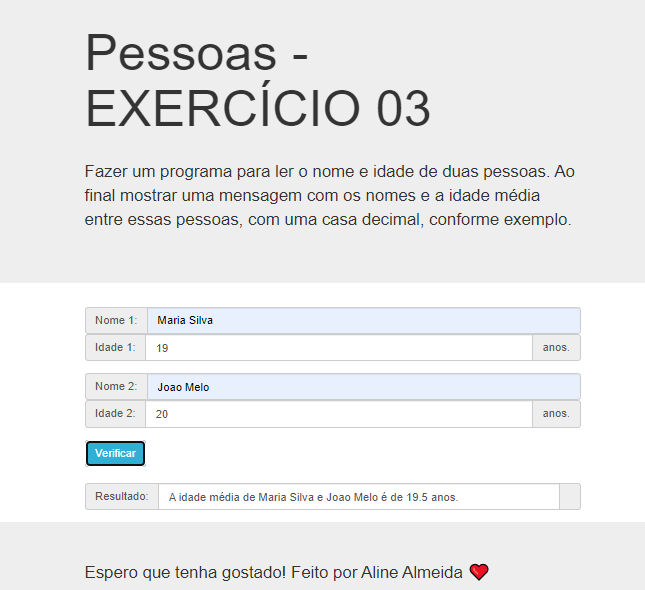 Pessoas -
EXERCÍCIO 03
Fazer um programa para ler o nome e idade de duas pessoas. Ao
final mostrar uma mensagem com os nomes e a idade média
entre essas pessoas, com uma casa decimal, conforme exemplo.
Nome 1: Maria Silva
Idade 1: 19 anos.
Nome 2: Joao Melo
Idade 2: 20 anos.
Verificar
Resultado: A idade média de Maria Silva e Joao Melo é de 19.5 anos.
Espero que tenha gostado! Feito por Aline Almeida ❤